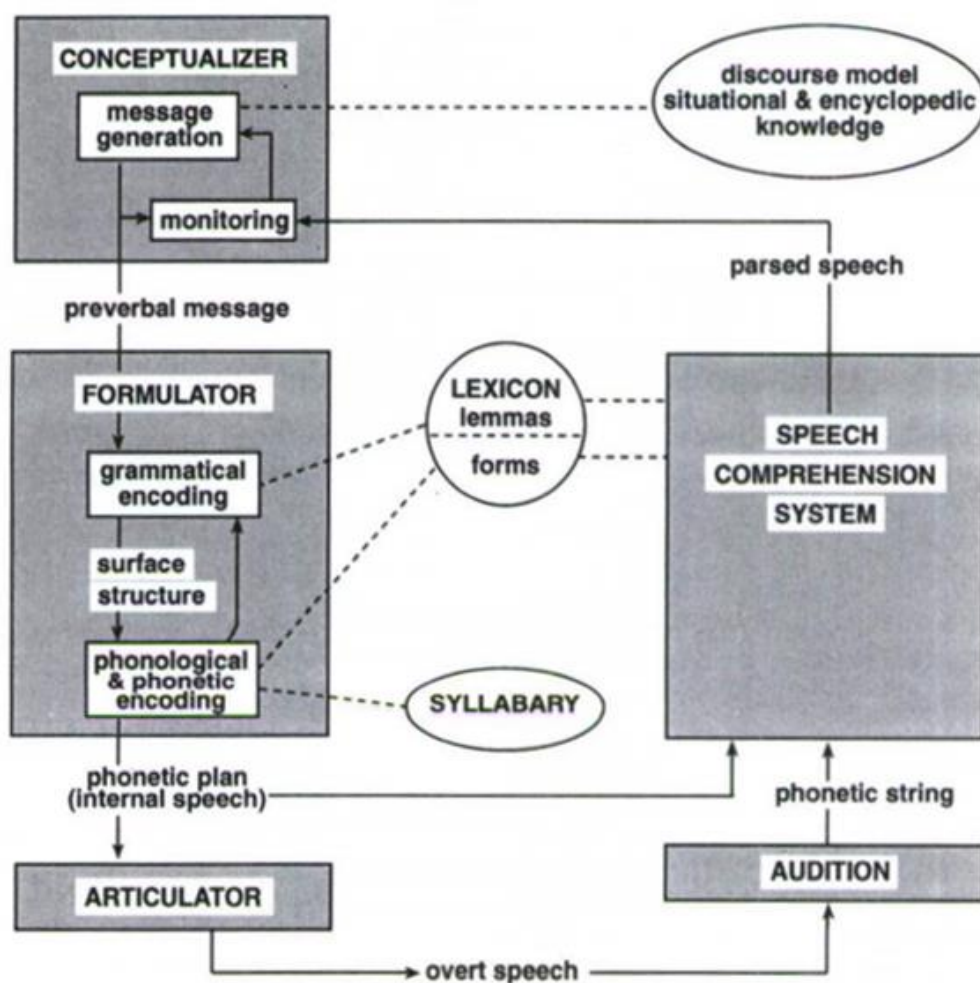 CONCEPTUALIZER
message
generation
monitoring
discourse model
situational & encyclopedic
knowledge
parsed speech
preverbal message
FORMULATOR
grammatical
encoding
surface
structure
phonological
& phonetic
encoding
LEXICON
lemmas
forms
SYLLABARY
SPEECH
COMPREHENSION
SYSTEM
phonetic plan
(internal speech)
phonetic string
ARTICULATOR
AUDITION
overt speech